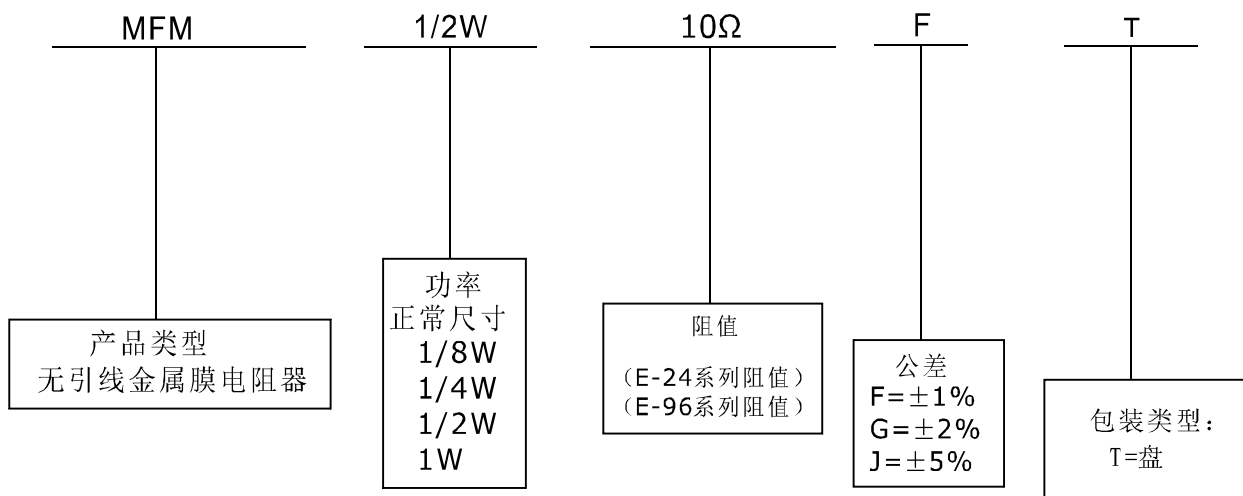 MFM
1/2W
10Ω
F
T
产品类型
无引线金属膜电阻器
功率
正常尺寸
1/8W
1/4W
1/2W
1W
阻值
（E-24系列阻值）
（E-96系列阻值）
公差
F=±1%
G=±2%
J=±5%
包装类型：
T=盘